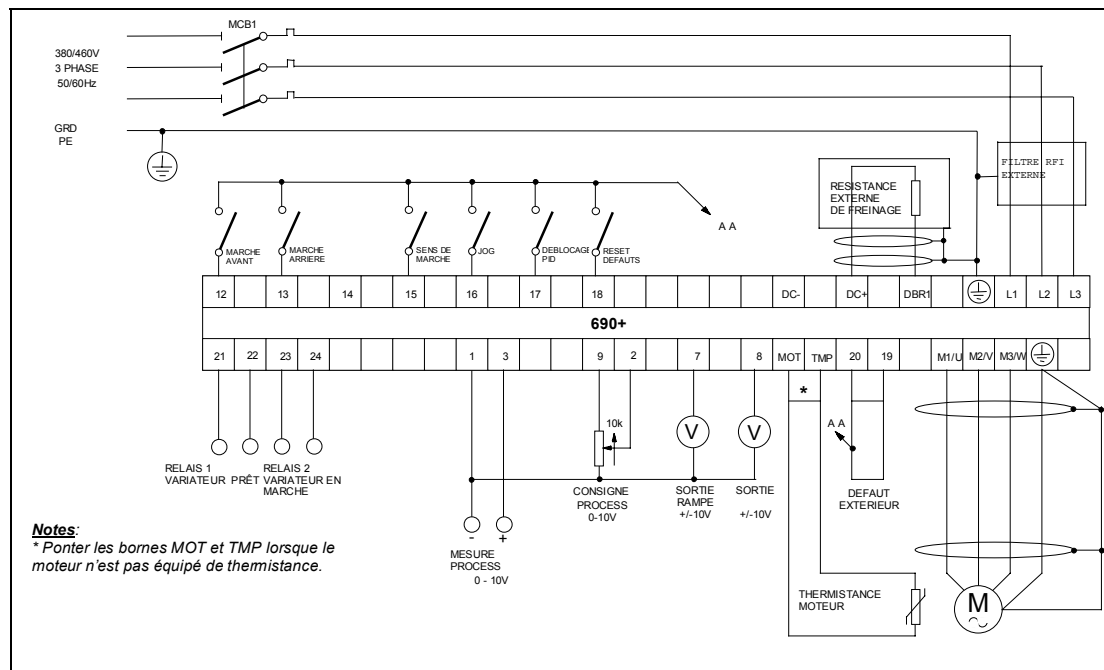 MCB1
380/460V
3 PHASE
50/60Hz
GRD
PE
FILTRE RFI
EXTERNE
RESISTANCE
EXTERNE
DE FREINAGE
A A
MARCHE
AVANT
MARCHE
ARRIERE
SENS DE
MARCHE
JOG
DEBLOCAGE
PID
RESET
DEFAUTS
12 13 14 15 16 17 18 DC- DC+ DBR1 L1 L2 L3
690+
21 22 23 24 1 3 9 2 7 8 MOT TMP 20 19 M1/U M2/V M3/W
*
10k
V
V
A A
RELAIS 1
VARIATEUR PRÊT
RELAIS 2
VARIATEUR EN
MARCHE
CONSIGNE
PROCESS
0-10V
SORTIE
RAMPE
+/-10V
SORTIE
+/-10V
DEFAUT
EXTERIEUR
- +
MESURE
PROCESS
0 - 10V
Notes:
* Ponter les bornes MOT et TMP lorsque le
moteur n'est pas équipé de thermistance.
THERMISTANCE
MOTEUR
M